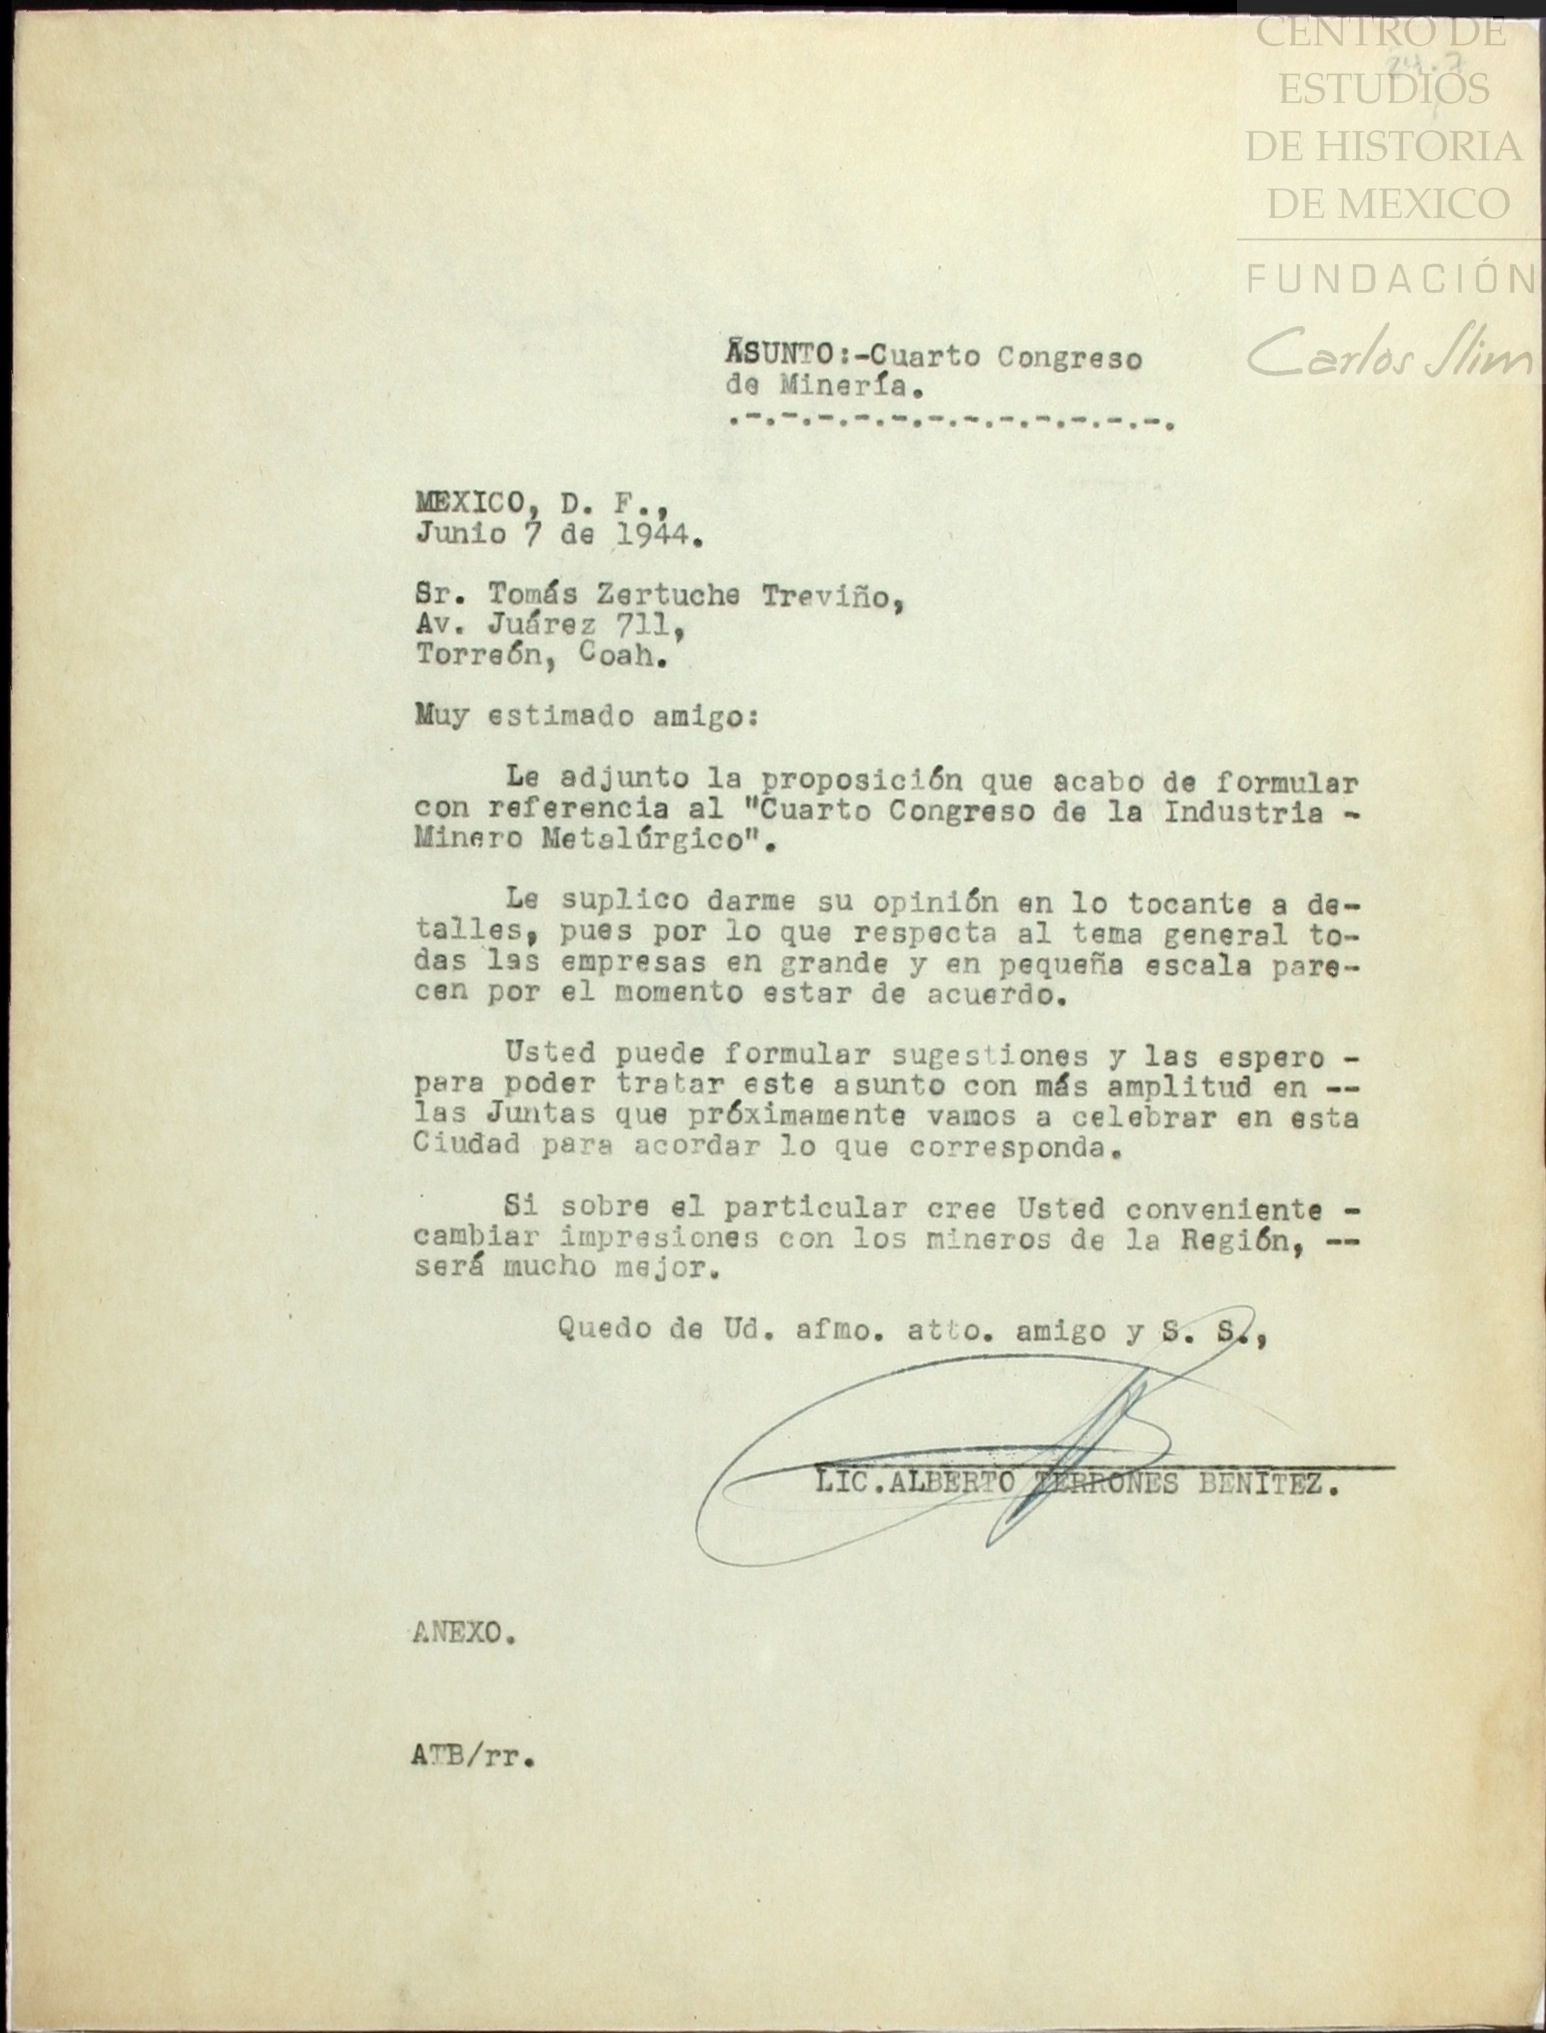 CENTRO DE
ESTUDIOS
DE HISTORIA
DE MEXICO
FUNDACIÓN
Carlos Slim
ASUNTO:-Cuarto Congreso
de Minería.
.-.-.-.-.-.-.-.-.-.-.-.-.
MEXICO, D. F.,
Junio 7 de 1944.
Sr. Tomás Zertuche Treviño,
Av. Juárez 711,
Torreón, Coah.
Muy estimado amigo:
Le adjunto la proposición que acabo de formular
con referencia al "Cuarto Congreso de la Industria -
Minero Metalúrgico".
Le suplico darme su opinión en lo tocante a de-
talles, pues por lo que respecta al tema general to-
das las empresas en grande y en pequeña escala pare-
cen por el momento estar de acuerdo.
Usted puede formular sugestiones y las espero -
para poder tratar este asunto con más amplitud en --
las Juntas que próximamente vamos a celebrar en esta
Ciudad para acordar lo que corresponda.
Si sobre el particular cree Usted conveniente -
cambiar impresiones con los mineros de la Región, --
será mucho mejor.
Quedo de Ud. afmo. atto. amigo y S. S.,
LIC.ALBERTO TERRONES BENITEZ.
ANEXO.
ATB/rr.